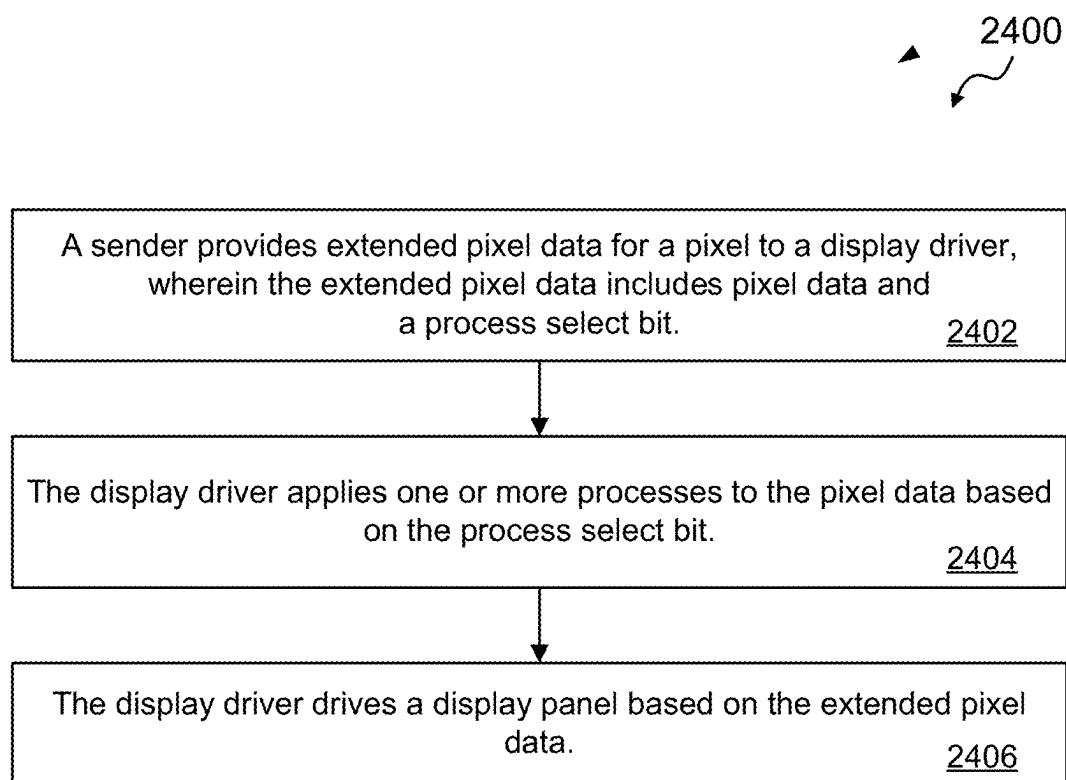 2400
A sender provides extended pixel data for a pixel to a display driver,
wherein the extended pixel data includes pixel data and
a process select bit.
2402
The display driver applies one or more processes to the pixel data based
on the process select bit.
2404
The display driver drives a display panel based on the extended pixel
data.
2406